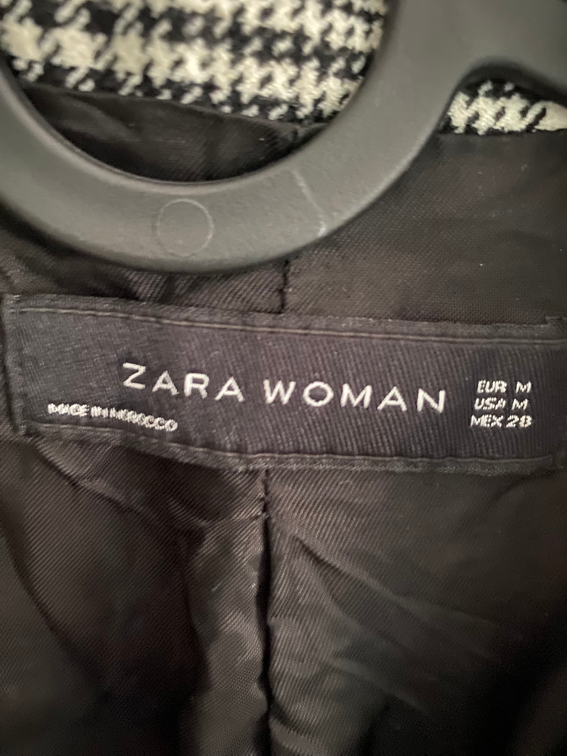 ZARA WOMAN
MADE IN MOROCCO
EUR M
USA M
MEX 28